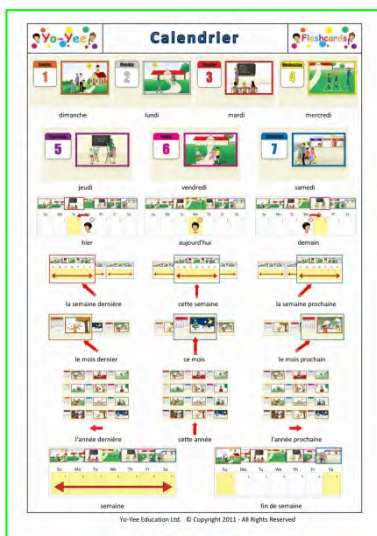 Yo-Yee Calendrier Flashcards
1 2 3 4
dimanche lundi mardi mercredi
5 6 7
jeudi vendredi samedi
hier aujourd'hui demain
la semaine dernière cette semaine la semaine prochaine
le mois dernier ce mois le mois prochain
l'année dernière cette année l'année prochaine
Su Mo Tu We Th Fr Sa
semaine fin de semaine
Yo-Yee Education Ltd. © Copyright 2011 - All Rights Reserved